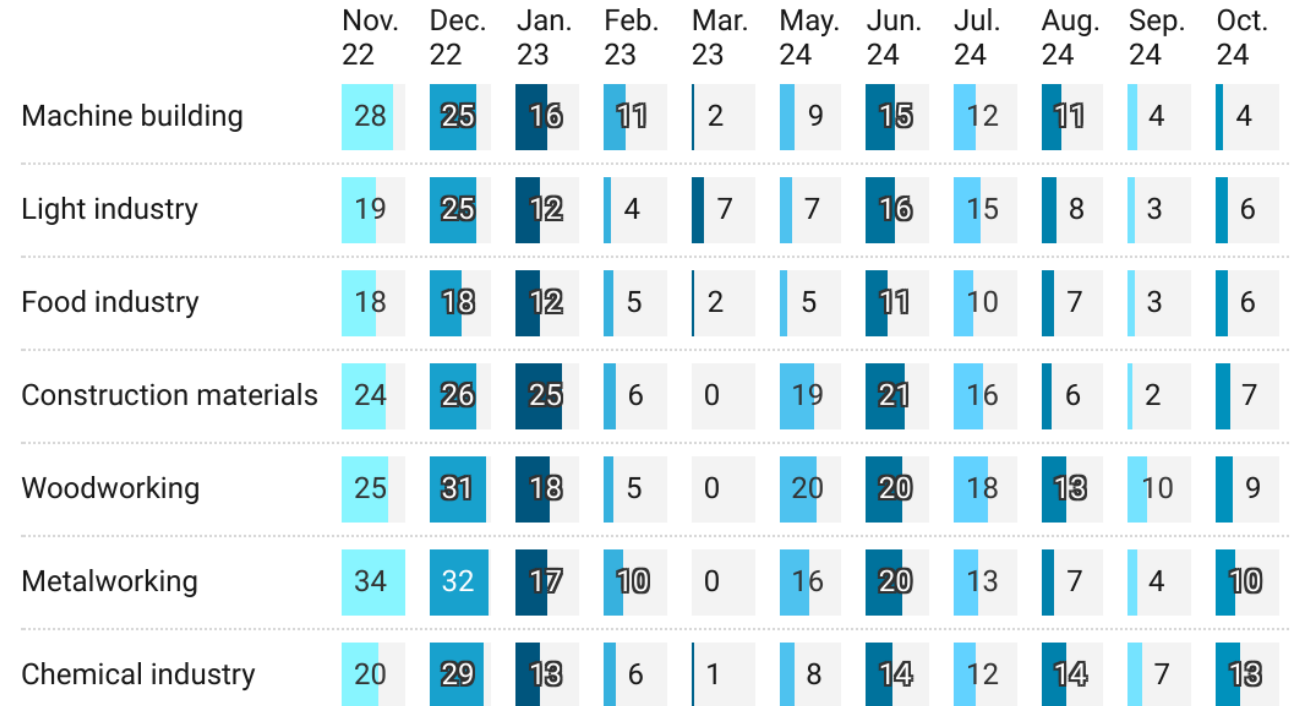 Nov. Dec. Jan. Feb. Mar. May. Jun. Jul. Aug. Sep. Oct.
22 22 23 23 23 24 24 24 24 24 24
Machine building 28 25 16 11 2 9 15 12 11 4 4
Light industry 19 25 12 4 7 7 16 15 8 3 6
Food industry 18 18 12 5 2 5 11 10 7 3 6
Construction materials 24 26 25 6 0 19 21 16 6 2 7
Woodworking 25 31 18 5 0 20 20 18 13 10 9
Metalworking 34 32 17 10 0 16 20 13 7 4 10
Chemical industry 20 29 13 6 1 8 14 12 14 7 13